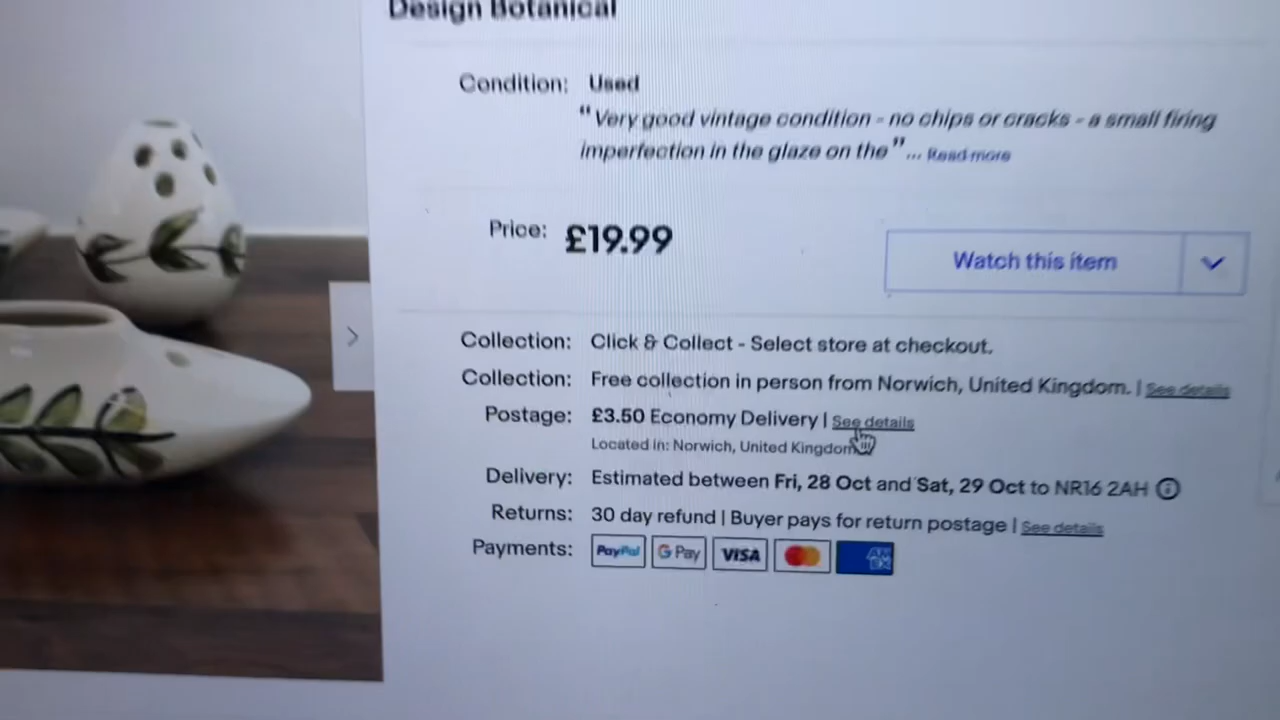 Design Botanical
Condition: Used
"Very good vintage condition - no chips or cracks - a small firing
imperfection in the glaze on the" ... Read more
Price: £19.99
Watch this item
Collection: Click & Collect - Select store at checkout.
Collection: Free collection in person from Norwich, United Kingdom. | See details
Postage: £3.50 Economy Delivery | See details
Located in: Norwich, United Kingdom
Delivery: Estimated between Fri, 28 Oct and Sat, 29 Oct to NR16 2AH
Returns: 30 day refund | Buyer pays for return postage | See details
Payments: PayPal G Pay VISA AM EX